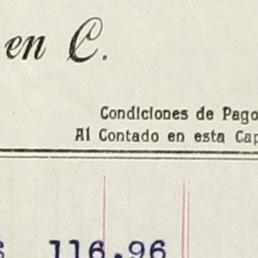 en C.
Condiciones de Pago
Al Contado en esta Cap
116.96